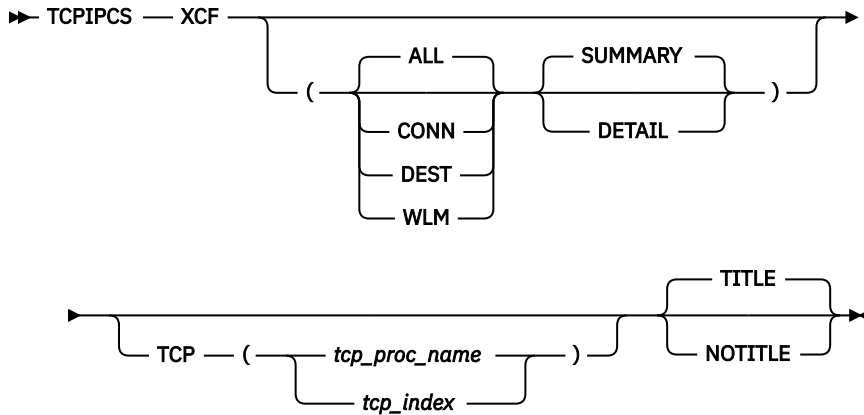 TCPIPCS XCF
ALL SUMMARY
( )
CONN DETAIL
DEST
WLM
TITLE
TCP ( tcp_proc_name ) NOTITLE
tcp_index